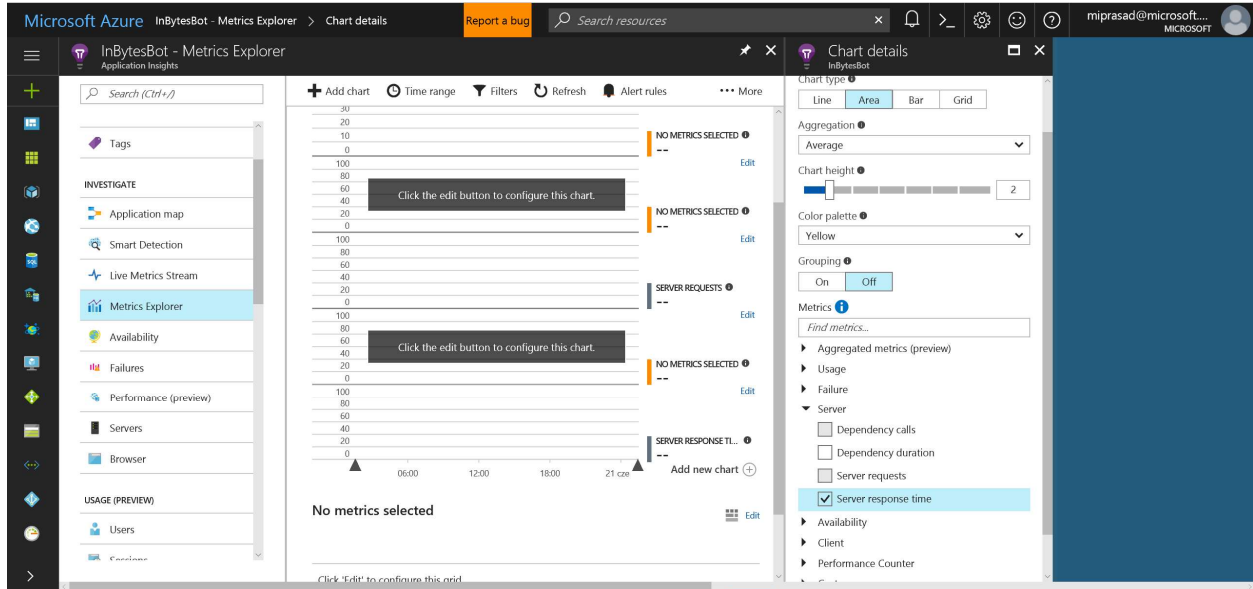 Microsoft Azure InBytesBot - Metrics Explorer > Chart details
Report a bug
Search resources
>_
miprasad@microsoft....
MICROSOFT
InBytesBot - Metrics Explorer
Application Insights
Search (Ctrl+/)
Tags
INVESTIGATE
Application map
Smart Detection
Live Metrics Stream
Metrics Explorer
Availability
Failures
Performance (preview)
Servers
Browser
USAGE (PREVIEW)
Users
Sessions
SQL
Add chart Time range Filters Refresh Alert rules ••• More
30
20
10
0
NO METRICS SELECTED
--
Edit
100
80
60
40
20
0
Click the edit button to configure this chart.
NO METRICS SELECTED
--
Edit
100
80
60
40
20
0
SERVER REQUESTS
--
Edit
100
80
60
40
20
0
Click the edit button to configure this chart.
NO METRICS SELECTED
--
Edit
100
80
60
40
20
0
SERVER RESPONSE TI...
--
06:00 12:00 18:00 21 cze
Add new chart
No metrics selected
Edit
Click 'Edit' to configure this grid
Chart details
InBytesBot
Chart type
Line Area Bar Grid
Aggregation
Average
Chart height
2
Color palette
Yellow
Grouping
On Off
Metrics
Find metrics...
Aggregated metrics (preview)
Usage
Failure
Server
Dependency calls
Dependency duration
Server requests
Server response time
Availability
Client
Performance Counter